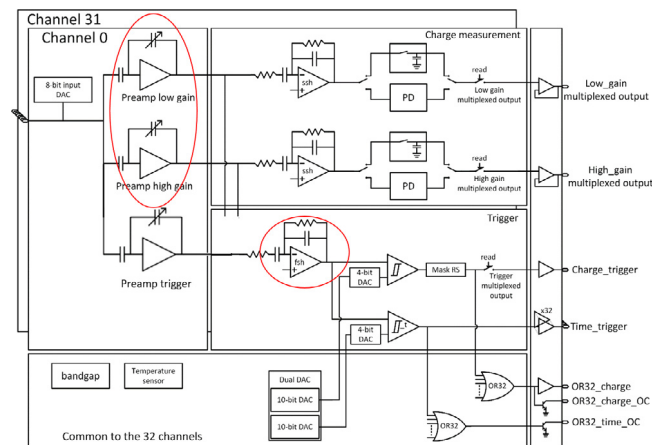 Channel 31
Channel 0
Charge measurement
8-bit input
DAC
Preamp low gain
ssh
PD
read
Low gain
multiplexed output
Low_gain
multiplexed output
Preamp high gain
ssh
PD
read
High gain
multiplexed output
High_gain
multiplexed output
Trigger
Preamp trigger
fsh
4-bit
DAC
Mask RS
read
Trigger
multiplexed
output
Charge_trigger
4-bit
DAC
_t
x32
Time_trigger
bandgap
Temperature
sensor
Dual DAC
10-bit DAC
10-bit DAC
OR32
OR32
OR32_charge
OR32_charge_OC
OR32_time_OC
Common to the 32 channels